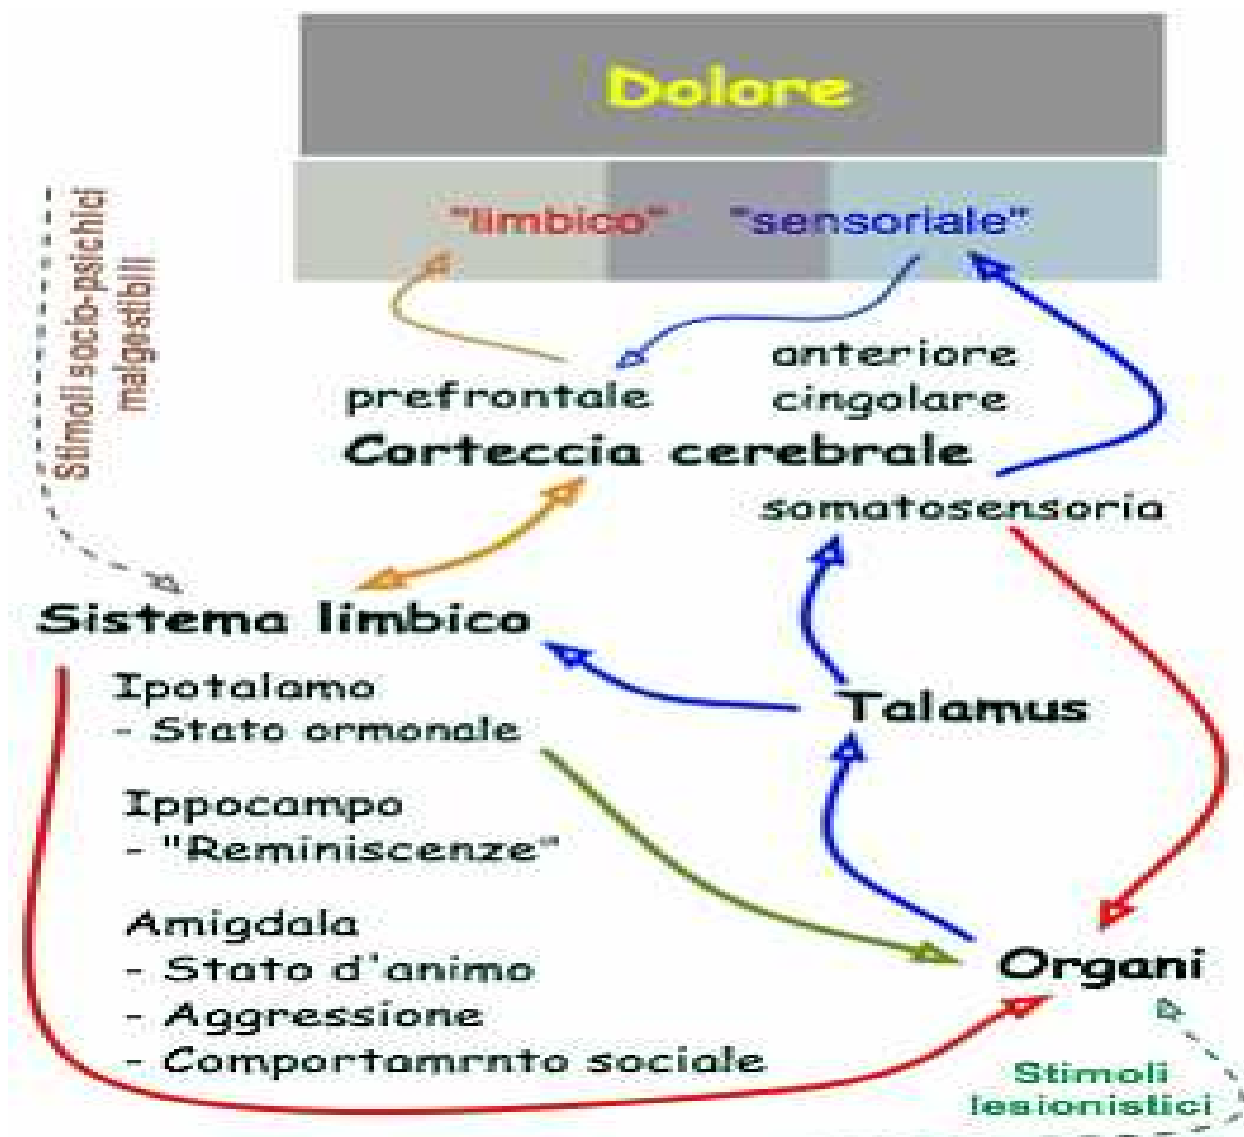 Dolore
"limbico" "sensoriale"
Stimoli socio-psichici
malgestibili
anteriore
prefrontale cingolare
Corteccia cerebrale
somatosensoria
Sistema limbico
Ipotalamo
- Stato ormonale
Talamus
Ippocampo
- "Reminiscenze"
Amigdala
- Stato d'animo
- Aggressione
- Comportamrnto sociale
Organi
Stimoli
lesionistici